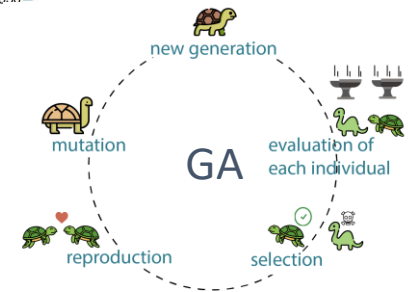 new generation
mutation
GA
evaluation of
each individual
reproduction
selection